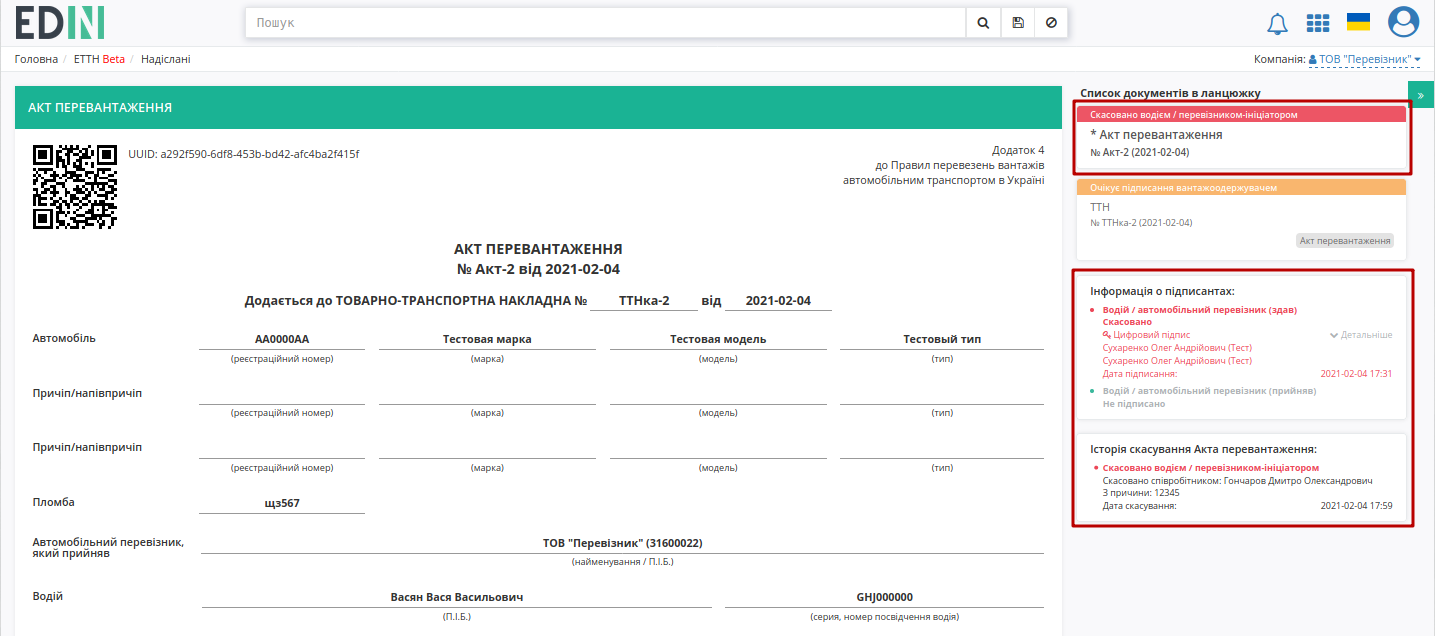 EDIN
Пошук
Головна / ЕТТН Beta / Надіслані
Компанія: ТОВ "Перевізник"
АКТ ПЕРЕВАНТАЖЕННЯ
UUID: a292f590-6df8-453b-bd42-afc4ba2f415f
Додаток 4
до Правил перевезень вантажів
автомобільним транспортом в Україні
АКТ ПЕРЕВАНТАЖЕННЯ
№ Акт-2 від 2021-02-04
Додається до ТОВАРНО-ТРАНСПОРТНА НАКЛАДНА № ТТНка-2 від 2021-02-04
Автомобіль АА0000АА Тестовая марка Тестовая модель Тестовый тип
(реєстраційний номер) (марка) (модель) (тип)
Причіп/напівпричіп
(реєстраційний номер) (марка) (модель) (тип)
Причіп/напівпричіп
(реєстраційний номер) (марка) (модель) (тип)
Пломба щз567
Автомобільний перевізник,
який прийняв
ТОВ "Перевізник" (31600022)
(найменування / П.І.Б.)
Водій Васян Вася Васильович GHJ000000
(П.І.Б.) (серия, номер посвідчення водія)
Список документів в ланцюжку
»
Скасовано водієм / перевізником-ініціатором
* Акт перевантаження
№ Акт-2 (2021-02-04)
Очікує підписання вантажоодержувачем
ТТН
№ ТТНка-2 (2021-02-04)
Акт перевантаження
Інформація о підписантах:
Водій / автомобільний перевізник (здав)
Скасовано
Цифровий підпис Детальніше
Сухаренко Олег Андрійович (Тест)
Сухаренко Олег Андрійович (Тест)
Дата підписання: 2021-02-04 17:31
Водій / автомобільний перевізник (прийняв)
Не підписано
Історія скасування Акта перевантаження:
Скасовано водієм / перевізником-ініціатором
Скасовано співробітником: Гончаров Дмитро Олександрович
З причини: 12345
Дата скасування: 2021-02-04 17:59